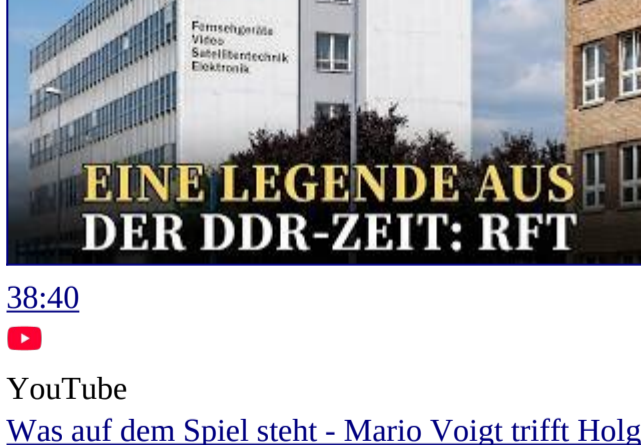 Fernsehgeräte
Video
Satellitentechnik
Elektronik
EINE LEGENDE AUS
DER DDR-ZEIT: RFT
38:40
YouTube
Was auf dem Spiel steht - Mario Voigt trifft Holg